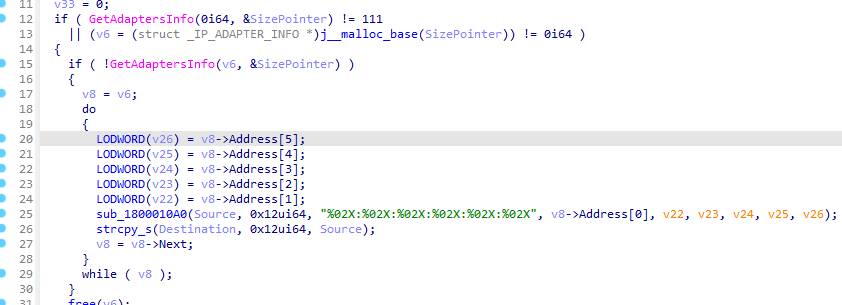 11 v33 = 0;
12 if ( GetAdaptersInfo(0i64, &SizePointer) != 111
13 || (v6 = (struct _IP_ADAPTER_INFO *)j__malloc_base(SizePointer)) != 0i64 )
14 {
15 if ( !GetAdaptersInfo(v6, &SizePointer) )
16 {
17 v8 = v6;
18 do
19 {
20 LODWORD(v26) = v8->Address[5];
21 LODWORD(v25) = v8->Address[4];
22 LODWORD(v24) = v8->Address[3];
23 LODWORD(v23) = v8->Address[2];
24 LODWORD(v22) = v8->Address[1];
25 sub_1800010A0(Source, 0x12ui64, "%02X:%02X:%02X:%02X:%02X:%02X", v8->Address[0], v22, v23, v24, v25, v26);
26 strcpy_s(Destination, 0x12ui64, Source);
27 v8 = v8->Next;
28 }
29 while ( v8 );
30 }
31 free(v6);